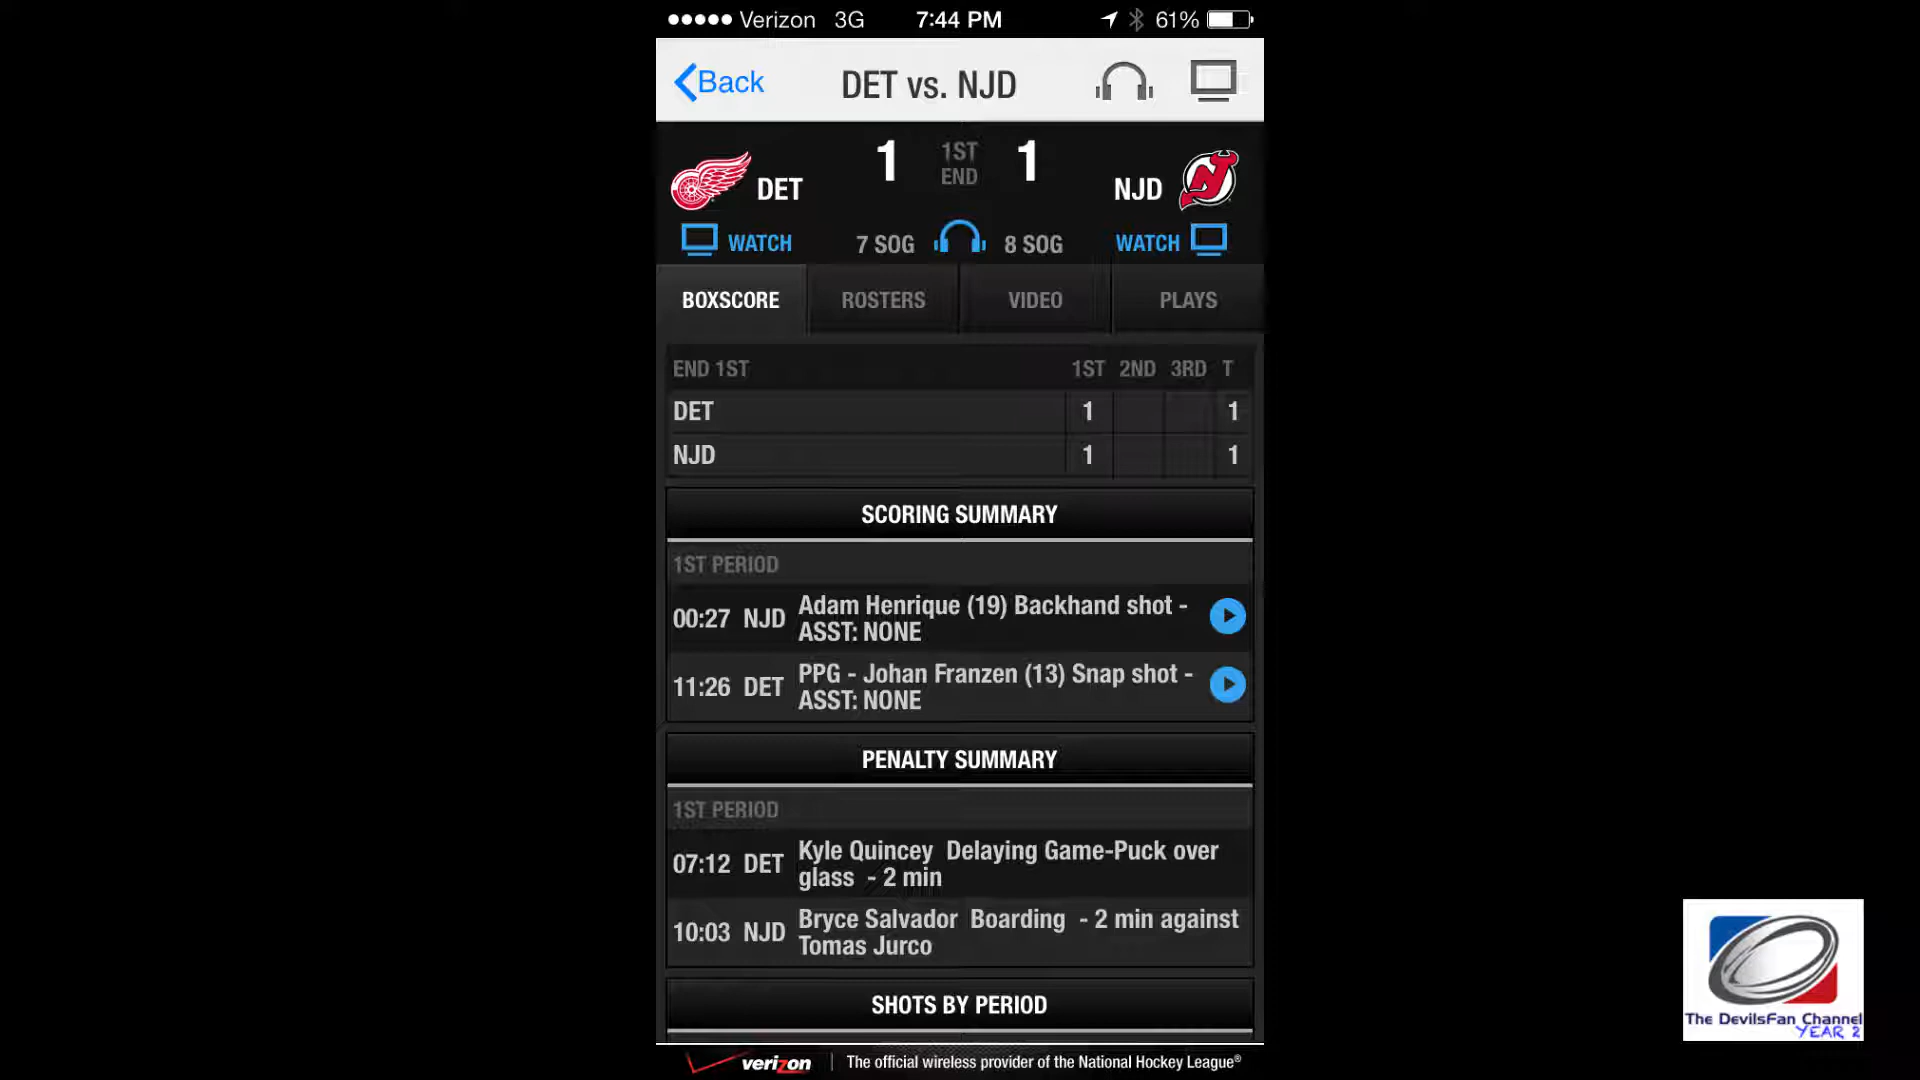 ●●●●● Verizon 3G 7:44 PM 61%
Back DET vs. NJD
DET 1 1ST END 1 NJD
WATCH 7 SOG 8 SOG WATCH
BOXSCORE ROSTERS VIDEO PLAYS
END 1ST 1ST 2ND 3RD T
DET 1 1
NJD 1 1
SCORING SUMMARY
1ST PERIOD
00:27 NJD Adam Henrique (19) Backhand shot -
ASST: NONE
11:26 DET PPG - Johan Franzen (13) Snap shot -
ASST: NONE
PENALTY SUMMARY
1ST PERIOD
07:12 DET Kyle Quincey Delaying Game-Puck over
glass - 2 min
10:03 NJD Bryce Salvador Boarding - 2 min against
Tomas Jurco
SHOTS BY PERIOD
verizon | The official wireless provider of the National Hockey League®
The DevilsFan Channel
YEAR 2